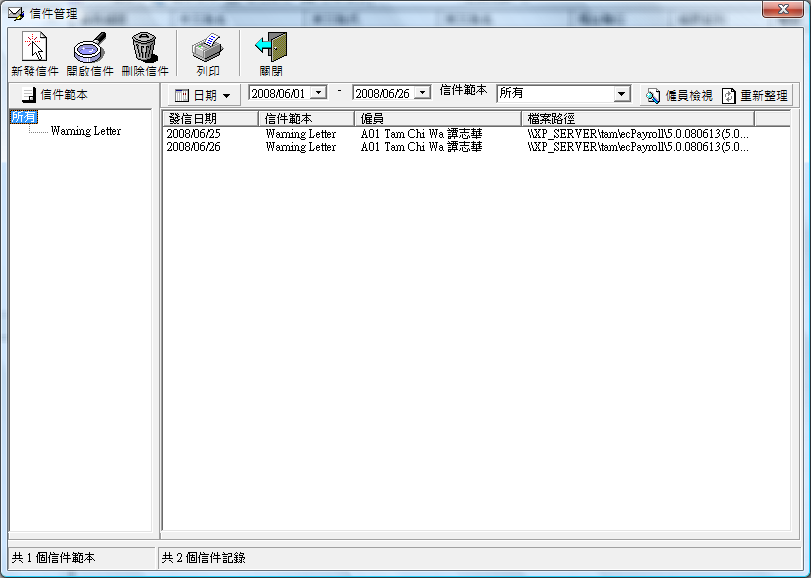 信件管理
新發信件 開啟信件 刪除信件 列印 關閉
信件範本
日期 2008/06/01 - 2008/06/26 信件範本 所有 僱員檢視 重新整理
所有
Warning Letter
發信日期 信件範本 僱員 檔案路徑
2008/06/25 Warning Letter A01 Tam Chi Wa 譚志華 \\XP_SERVER\tam\ecPayroll\5.0.080613(5.0...
2008/06/26 Warning Letter A01 Tam Chi Wa 譚志華 \\XP_SERVER\tam\ecPayroll\5.0.080613(5.0...
共 1 個信件範本
共 2 個信件記錄